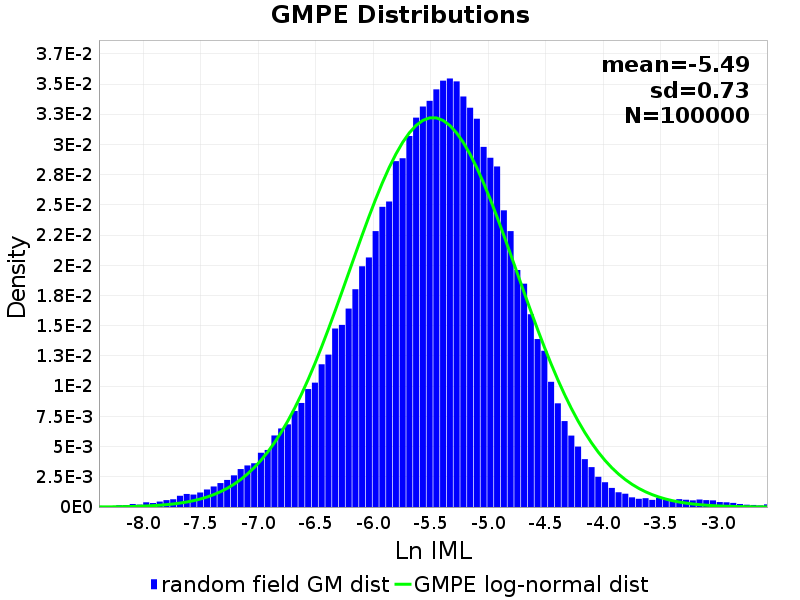 GMPE Distributions
mean=-5.49
sd=0.73
N=100000
3.7E-2
3.5E-2
3.3E-2
3E-2
2.8E-2
2.5E-2
2.2E-2
2E-2
1.8E-2
1.5E-2
1.3E-2
1E-2
7.5E-3
5E-3
2.5E-3
0E0
Density
-8.0 -7.5 -7.0 -6.5 -6.0 -5.5 -5.0 -4.5 -4.0 -3.5 -3.0
Ln IML
random field GM dist GMPE log-normal dist